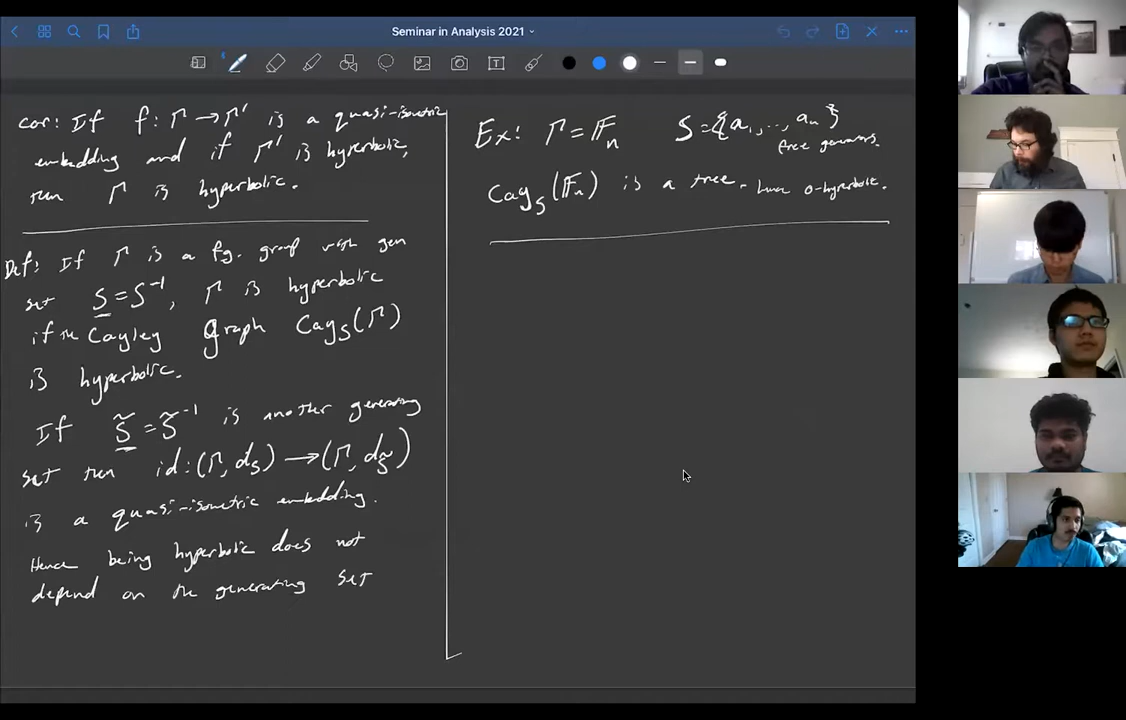 Seminar in Analysis 2021
Cor: If f: Γ → Γ' is a quasi-isometric
embedding and if Γ' is hyperbolic,
then Γ is hyperbolic.
Def: If Γ is a f.g. group with gen
set S = S⁻¹, Γ is hyperbolic
if the Cayley graph Cay_S(Γ)
is hyperbolic.
If S̃ = S̃⁻¹ is another generating
set then id: (Γ, d_S) → (Γ, d_S̃)
is a quasi-isometric embedding.
Hence being hyperbolic does not
depend on the generating set
Ex: Γ = 𝔽_n S = {a_1, .., a_n}
free generators.
Cay_S(𝔽_n) is a tree. hence 0-hyperbolic.